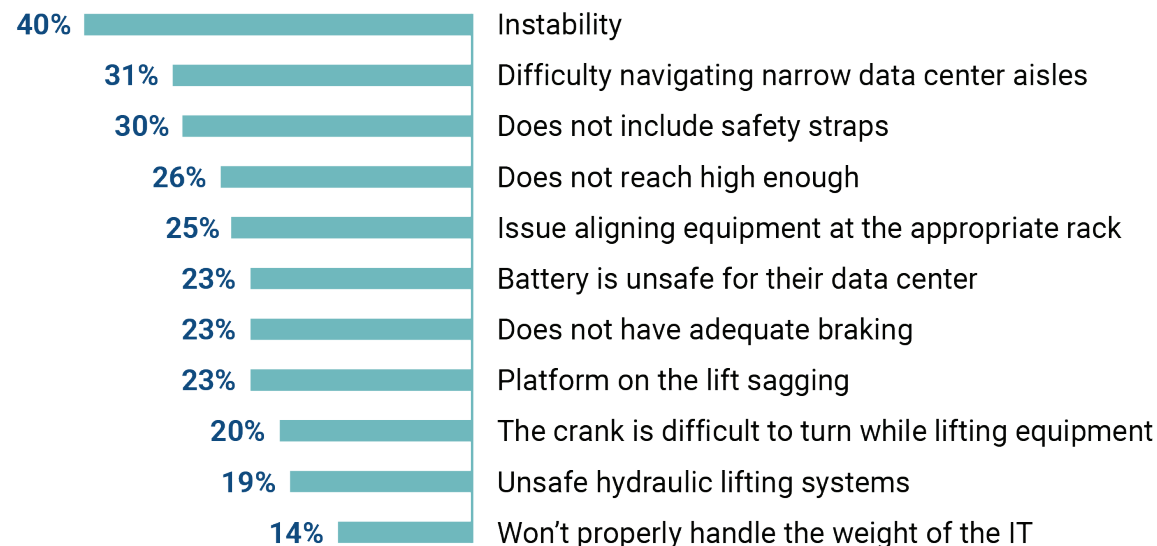 40% Instability
31% Difficulty navigating narrow data center aisles
30% Does not include safety straps
26% Does not reach high enough
25% Issue aligning equipment at the appropriate rack
23% Battery is unsafe for their data center
23% Does not have adequate braking
23% Platform on the lift sagging
20% The crank is difficult to turn while lifting equipment
19% Unsafe hydraulic lifting systems
14% Won’t properly handle the weight of the IT